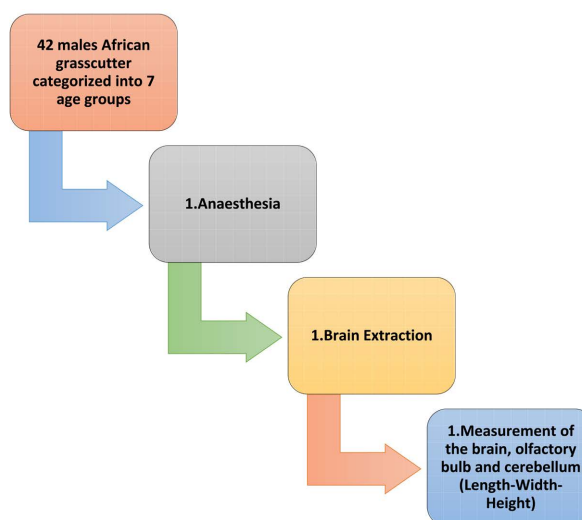 42 males African
grasscutter
categorized into 7
age groups
1.Anaesthesia
1.Brain Extraction
1.Measurement of
the brain, olfactory
bulb and cerebellum
(Length-Width-
Height)